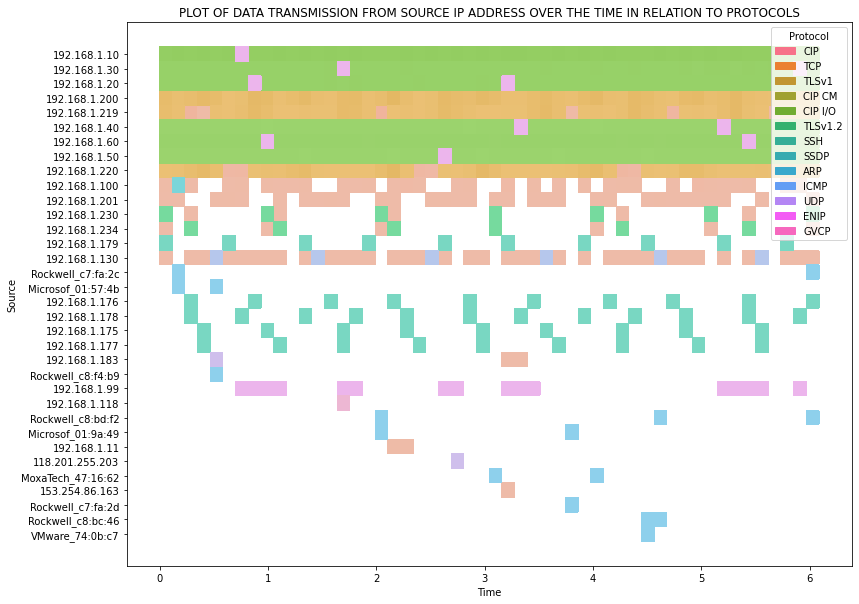 PLOT OF DATA TRANSMISSION FROM SOURCE IP ADDRESS OVER THE TIME IN RELATION TO PROTOCOLS
Protocol
CIP
TCP
TLSv1
CIP CM
CIP I/O
TLSv1.2
SSH
SSDP
ARP
ICMP
UDP
ENIP
GVCP
Source
192.168.1.10
192.168.1.30
192.168.1.20
192.168.1.200
192.168.1.219
192.168.1.40
192.168.1.60
192.168.1.50
192.168.1.220
192.168.1.100
192.168.1.201
192.168.1.230
192.168.1.234
192.168.1.179
192.168.1.130
Rockwell_c7:fa:2c
Microsof_01:57:4b
192.168.1.176
192.168.1.178
192.168.1.175
192.168.1.177
192.168.1.183
Rockwell_c8:f4:b9
192.168.1.99
192.168.1.118
Rockwell_c8:bd:f2
Microsof_01:9a:49
192.168.1.11
118.201.255.203
MoxaTech_47:16:62
153.254.86.163
Rockwell_c7:fa:2d
Rockwell_c8:bc:46
VMware_74:0b:c7
0 1 2 3 4 5 6
Time